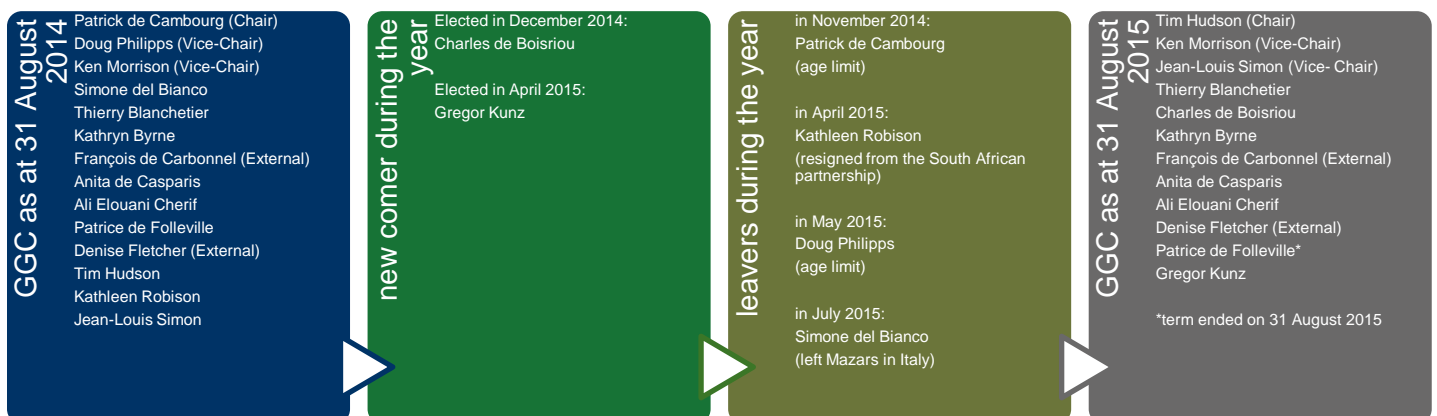 GGC as at 31 August
2014
Patrick de Cambourg (Chair)
Doug Philipps (Vice-Chair)
Ken Morrison (Vice-Chair)
Simone del Bianco
Thierry Blanchetier
Kathryn Byrne
François de Carbonnel (External)
Anita de Casparis
Ali Elouani Cherif
Patrice de Folleville
Denise Fletcher (External)
Tim Hudson
Kathleen Robison
Jean-Louis Simon
new comer during the
year
Elected in December 2014:
Charles de Boisriou
Elected in April 2015:
Gregor Kunz
leavers during the year
in November 2014:
Patrick de Cambourg
(age limit)
in April 2015:
Kathleen Robison
(resigned from the South African
partnership)
in May 2015:
Doug Philipps
(age limit)
in July 2015:
Simone del Bianco
(left Mazars in Italy)
GGC as at 31 August
2015
Tim Hudson (Chair)
Ken Morrison (Vice-Chair)
Jean-Louis Simon (Vice- Chair)
Thierry Blanchetier
Charles de Boisriou
Kathryn Byrne
François de Carbonnel (External)
Anita de Casparis
Ali Elouani Cherif
Denise Fletcher (External)
Patrice de Folleville*
Gregor Kunz
*term ended on 31 August 2015